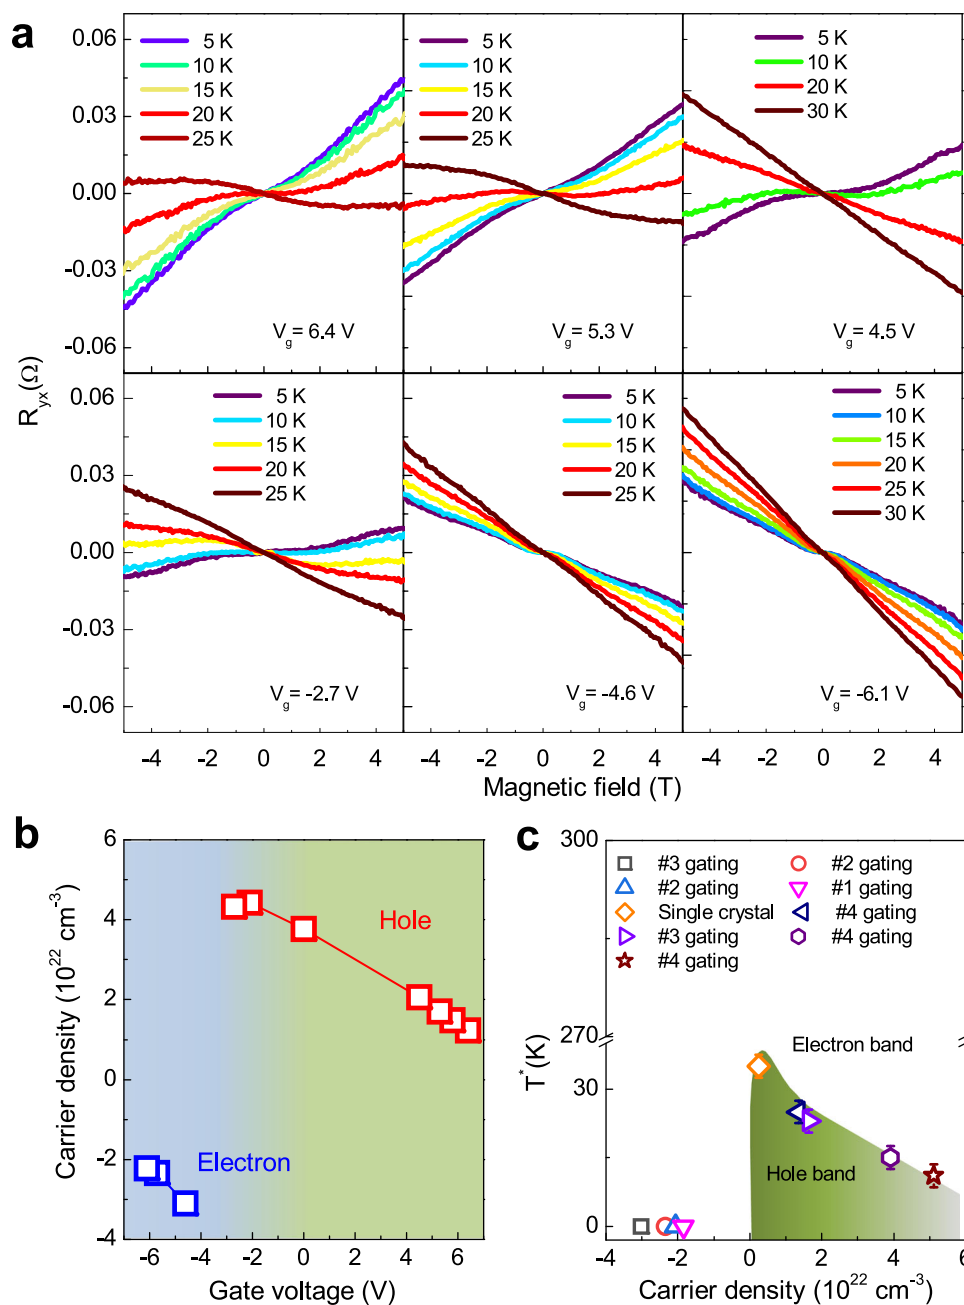 a
0.06
0.03
0.00
-0.03
-0.06
5 K
10 K
15 K
20 K
25 K
V_g = 6.4 V
5 K
10 K
15 K
20 K
25 K
V_g = 5.3 V
5 K
10 K
20 K
30 K
V_g = 4.5 V
R_yx (Ω)
0.06
0.03
0.00
-0.03
-0.06
5 K
10 K
15 K
20 K
25 K
V_g = -2.7 V
5 K
10 K
15 K
20 K
25 K
V_g = -4.6 V
5 K
10 K
15 K
20 K
25 K
30 K
V_g = -6.1 V
-4 -2 0 2 4 -4 -2 0 2 4 -4 -2 0 2 4
Magnetic field (T)
b
6
4
2
0
-2
-4
Carrier density (10^22 cm^-3)
Hole
Electron
-6 -4 -2 0 2 4 6
Gate voltage (V)
c
300
270
30
0
T*(K)
#3 gating
#2 gating
#2 gating
#1 gating
Single crystal
#4 gating
#3 gating
#4 gating
#4 gating
Electron band
Hole band
-4 -2 0 2 4 6
Carrier density (10^22 cm^-3)